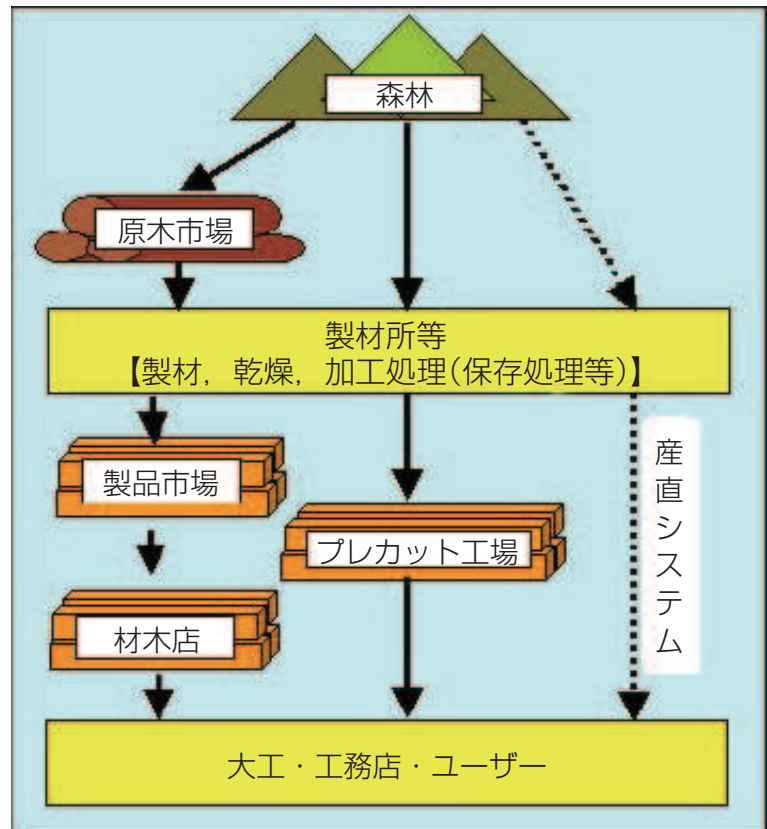 森林
原木市場
製材所等
【製材，乾燥，加工処理(保存処理等)】
製品市場
プレカット工場
材木店
産直システム
大工・工務店・ユーザー